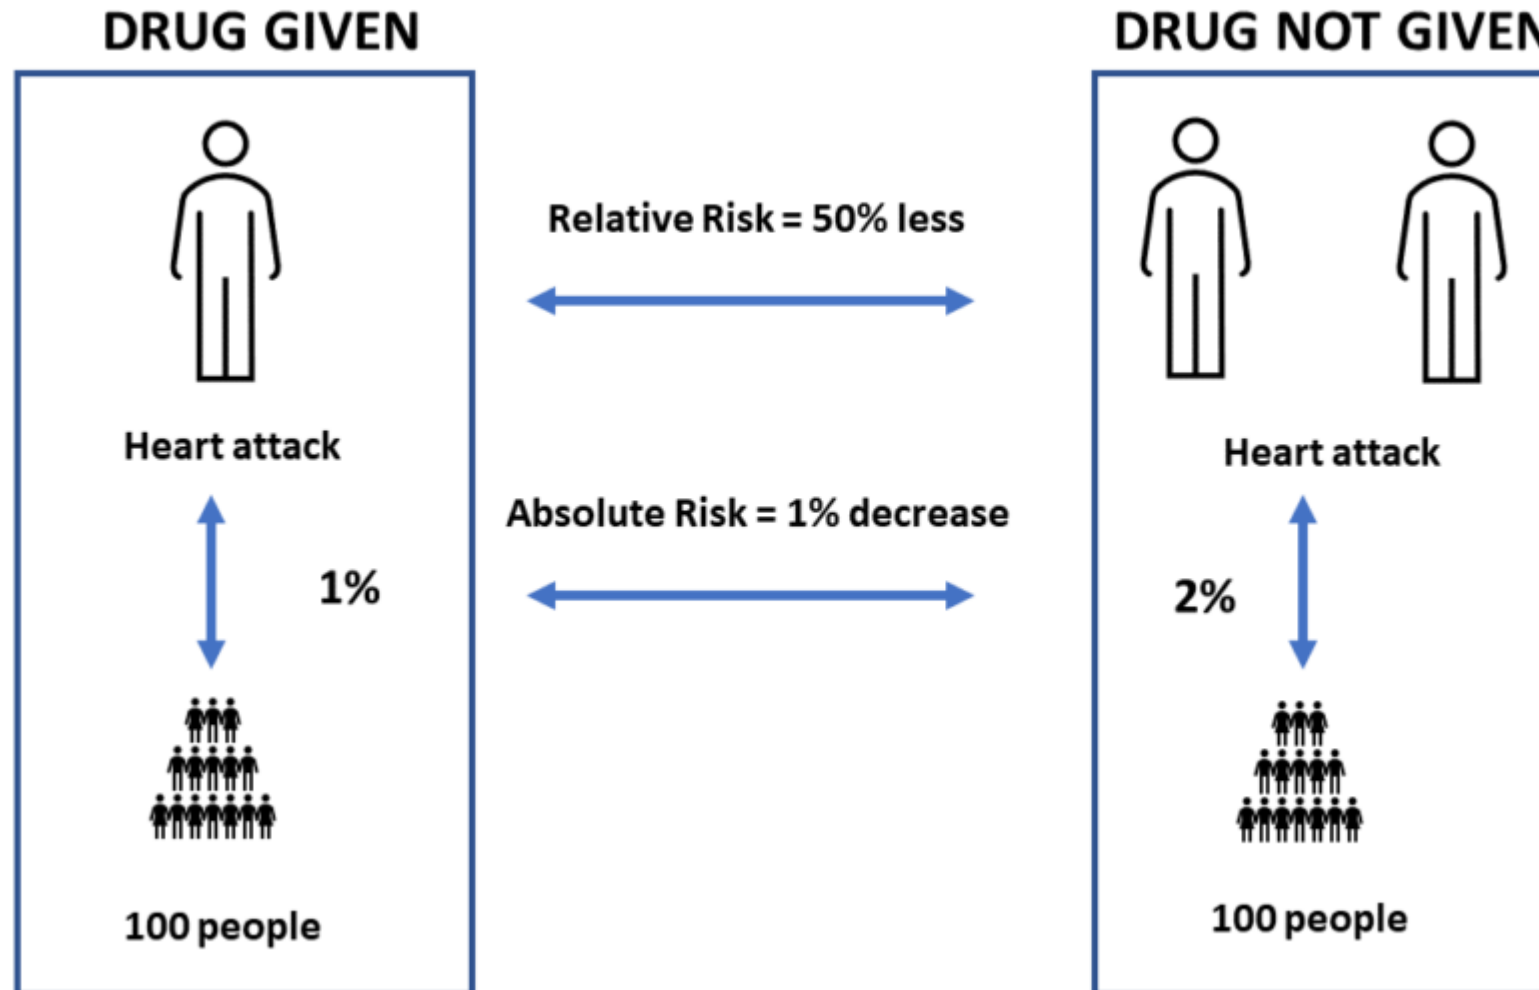 DRUG GIVEN
DRUG NOT GIVEN
Relative Risk = 50% less
Heart attack
Heart attack
Absolute Risk = 1% decrease
1%
2%
100 people
100 people